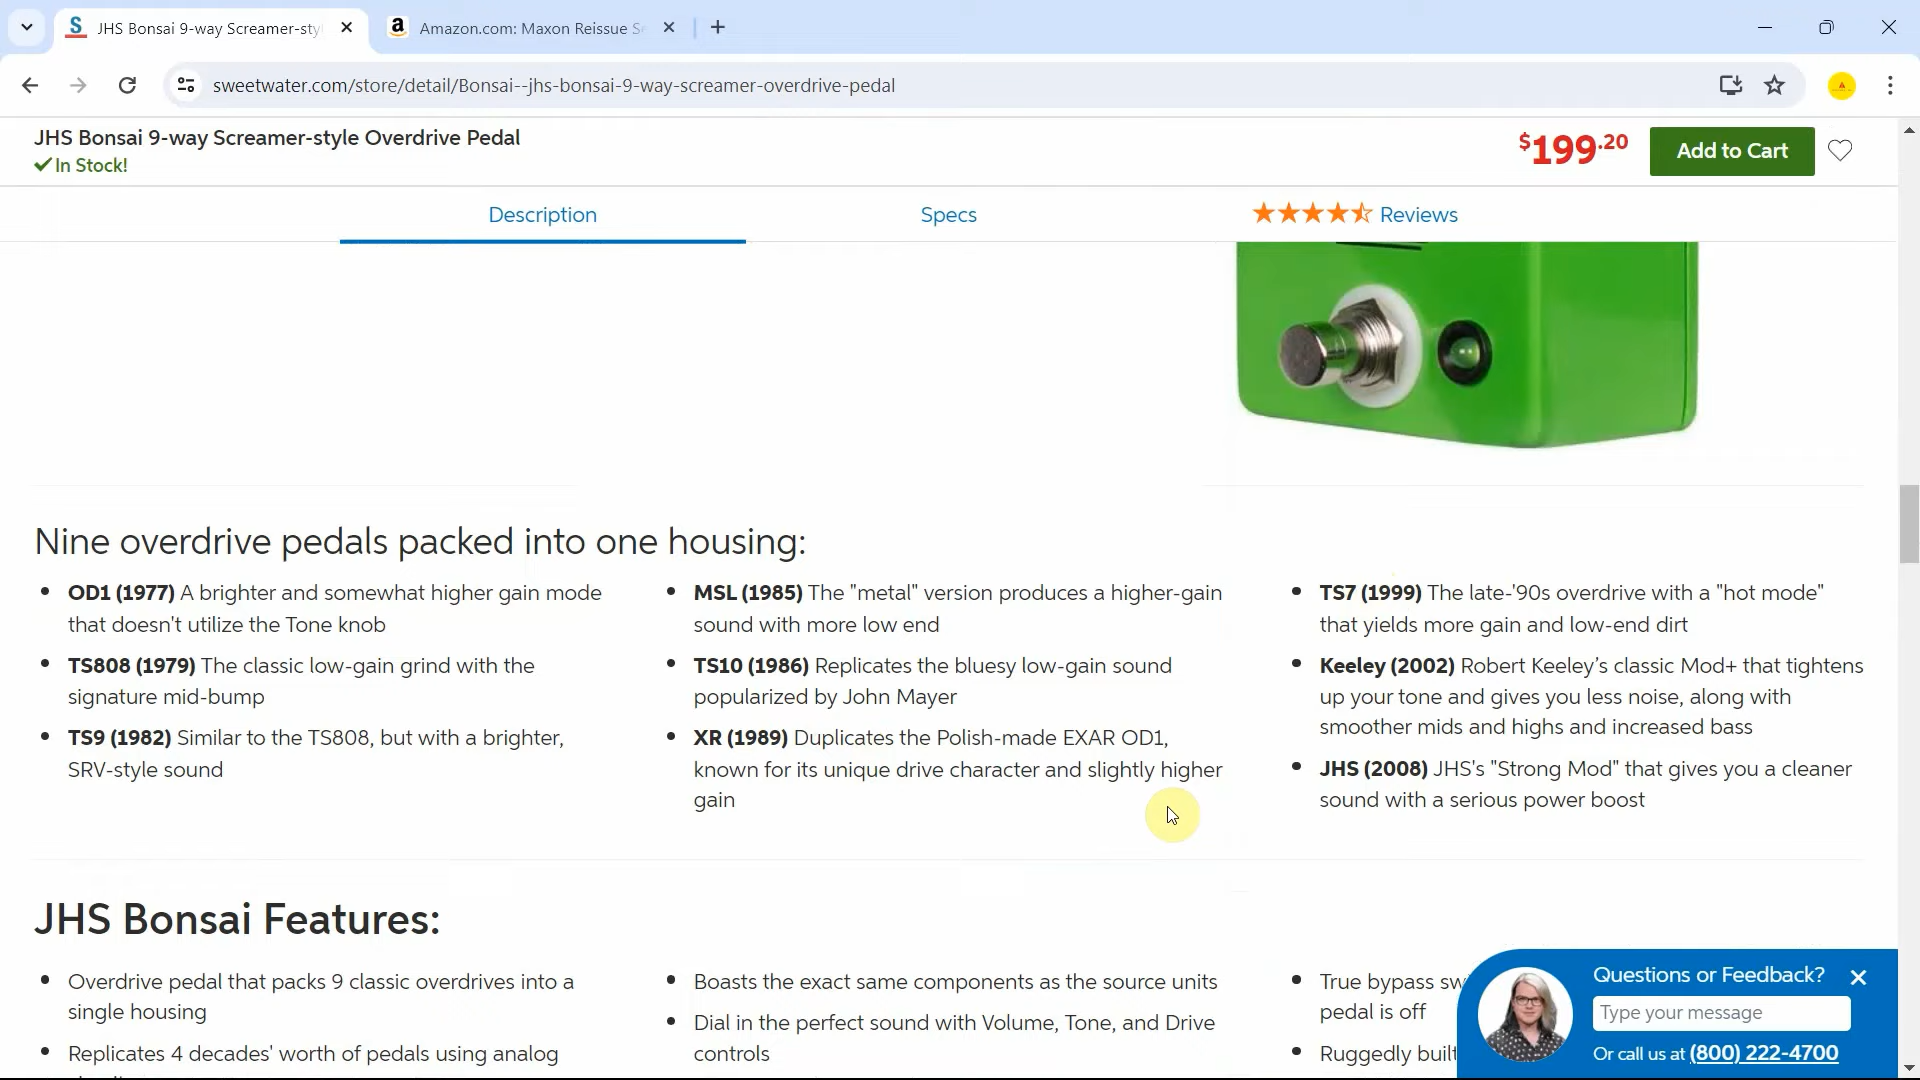 JHS Bonsai 9-way Screamer-sty
Amazon.com: Maxon Reissue S
sweetwater.com/store/detail/Bonsai--jhs-bonsai-9-way-screamer-overdrive-pedal
JHS Bonsai 9-way Screamer-style Overdrive Pedal
In Stock!
$199.20
Add to Cart
Description
Specs
Reviews
Nine overdrive pedals packed into one housing:
OD1 (1977) A brighter and somewhat higher gain mode
that doesn't utilize the Tone knob
TS808 (1979) The classic low-gain grind with the
signature mid-bump
TS9 (1982) Similar to the TS808, but with a brighter,
SRV-style sound
MSL (1985) The "metal" version produces a higher-gain
sound with more low end
TS10 (1986) Replicates the bluesy low-gain sound
popularized by John Mayer
XR (1989) Duplicates the Polish-made EXAR OD1,
known for its unique drive character and slightly higher
gain
TS7 (1999) The late-'90s overdrive with a "hot mode"
that yields more gain and low-end dirt
Keeley (2002) Robert Keeley’s classic Mod+ that tightens
up your tone and gives you less noise, along with
smoother mids and highs and increased bass
JHS (2008) JHS's "Strong Mod" that gives you a cleaner
sound with a serious power boost
JHS Bonsai Features:
Overdrive pedal that packs 9 classic overdrives into a
single housing
Replicates 4 decades' worth of pedals using analog
Boasts the exact same components as the source units
Dial in the perfect sound with Volume, Tone, and Drive
controls
True bypass sw
pedal is off
Ruggedly built
Questions or Feedback?
Type your message
Or call us at (800) 222-4700